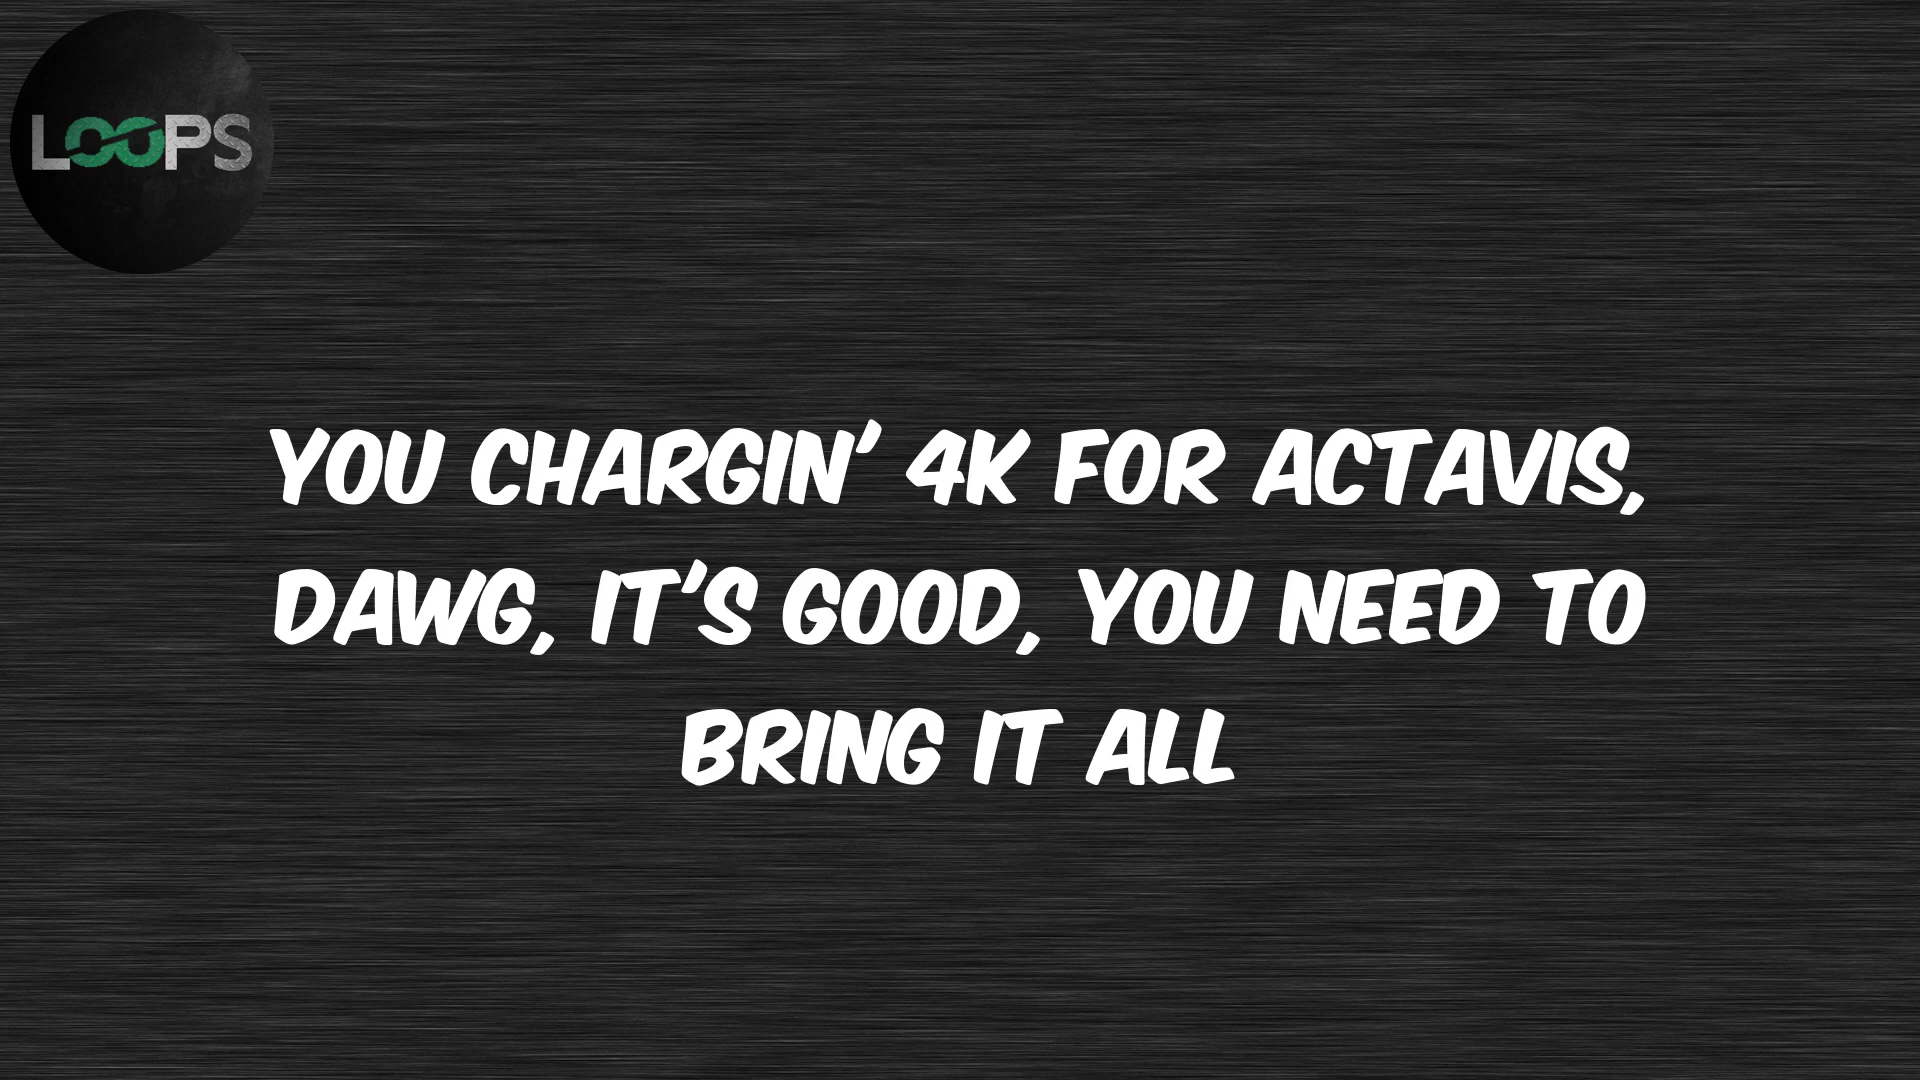 LOOPS
YOU CHARGIN' 4K FOR ACTAVIS,
DAWG, IT'S GOOD, YOU NEED TO
BRING IT ALL